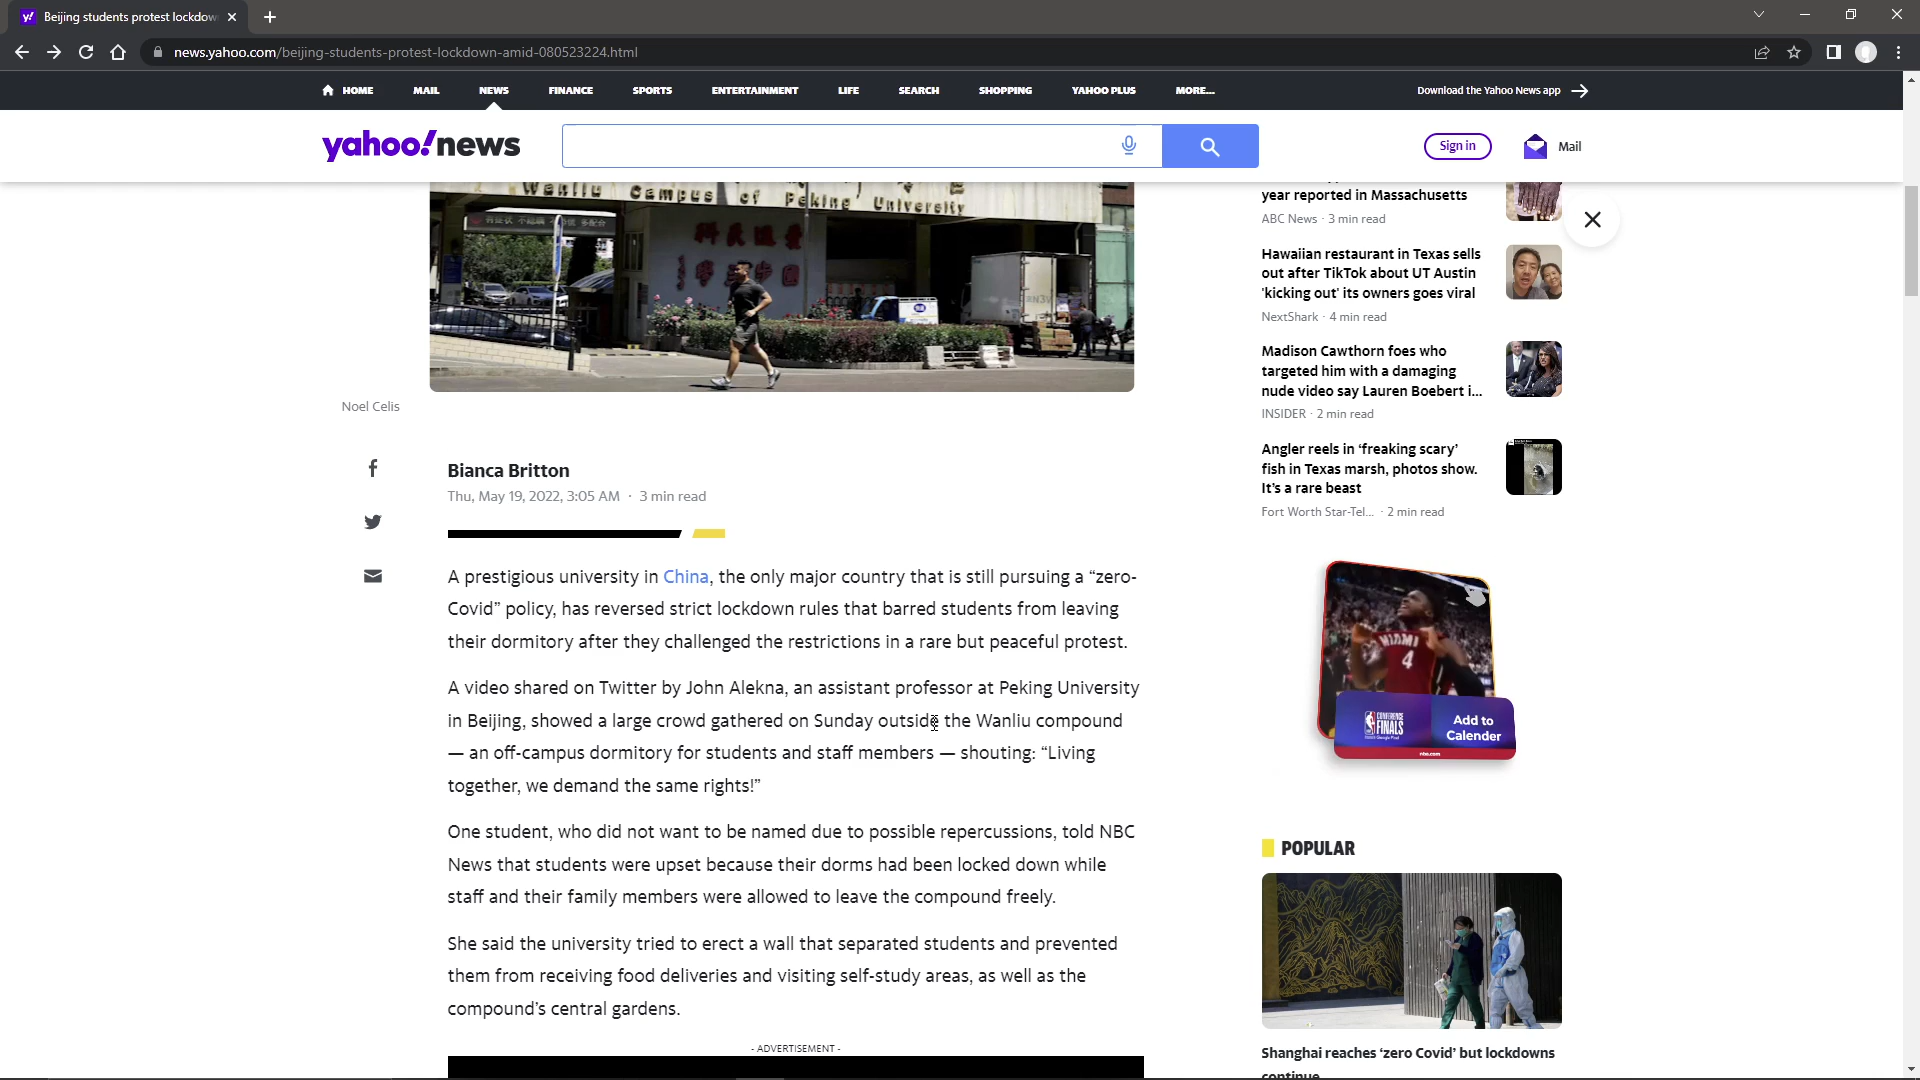 Beijing students protest lockdow
news.yahoo.com/beijing-students-protest-lockdown-amid-080523224.html
HOME MAIL NEWS FINANCE SPORTS ENTERTAINMENT LIFE SEARCH SHOPPING YAHOO PLUS MORE... Download the Yahoo News app
yahoo!news
Sign in
Mail
Wanliu Campus of Peking University
Noel Celis
Bianca Britton
Thu, May 19, 2022, 3:05 AM · 3 min read
A prestigious university in China, the only major country that is still pursuing a “zero-
Covid” policy, has reversed strict lockdown rules that barred students from leaving
their dormitory after they challenged the restrictions in a rare but peaceful protest.
A video shared on Twitter by John Alekna, an assistant professor at Peking University
in Beijing, showed a large crowd gathered on Sunday outside the Wanliu compound
— an off-campus dormitory for students and staff members — shouting: “Living
together, we demand the same rights!”
One student, who did not want to be named due to possible repercussions, told NBC
News that students were upset because their dorms had been locked down while
staff and their family members were allowed to leave the compound freely.
She said the university tried to erect a wall that separated students and prevented
them from receiving food deliveries and visiting self-study areas, as well as the
compound’s central gardens.
- ADVERTISEMENT -
year reported in Massachusetts
ABC News · 3 min read
Hawaiian restaurant in Texas sells
out after TikTok about UT Austin
'kicking out' its owners goes viral
NextShark · 4 min read
Madison Cawthorn foes who
targeted him with a damaging
nude video say Lauren Boebert i...
INSIDER · 2 min read
Angler reels in ‘freaking scary’
fish in Texas marsh, photos show.
It’s a rare beast
Fort Worth Star-Tel... · 2 min read
MIAMI
4
CONFERENCE
FINALS
Add to
Calender
nba.com
POPULAR
Shanghai reaches ‘zero Covid’ but lockdowns
continue